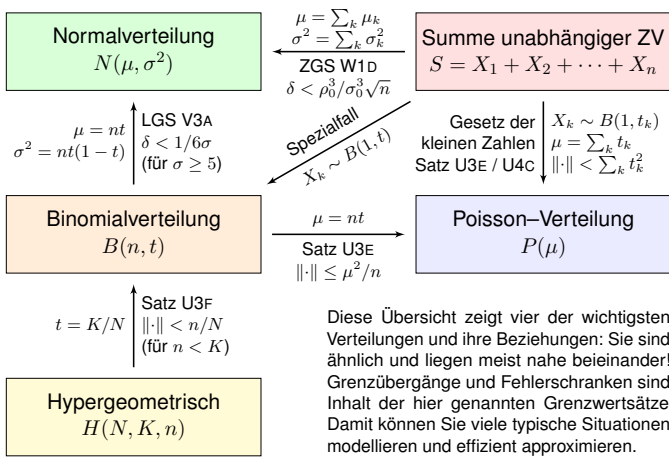 Normalverteilung
N(μ, σ²)
μ = ∑ₖ μₖ
σ² = ∑ₖ σₖ²
ZGS W1D
δ < ρ₀³/σ₀³√n
Summe unabhängiger ZV
S = X₁ + X₂ + ⋯ + Xₙ
μ = nt
σ² = nt(1 − t)
LGS V3A
δ < 1/6σ
(für σ ≥ 5)
Spezialfall
Xₖ ∼ B(1, t)
Gesetz der
kleinen Zahlen
Satz U3E / U4C
Xₖ ∼ B(1, tₖ)
μ = ∑ₖ tₖ
‖·‖ < ∑ₖ tₖ²
Binomialverteilung
B(n, t)
μ = nt
Satz U3E
‖·‖ ≤ μ²/n
Poisson–Verteilung
P(μ)
t = K/N
Satz U3F
‖·‖ < n/N
(für n < K)
Hypergeometrisch
H(N, K, n)
Diese Übersicht zeigt vier der wichtigsten
Verteilungen und ihre Beziehungen: Sie sind
ähnlich und liegen meist nahe beieinander!
Grenzübergänge und Fehlerschranken sind
Inhalt der hier genannten Grenzwertsätze.
Damit können Sie viele typische Situationen
modellieren und effizient approximieren.